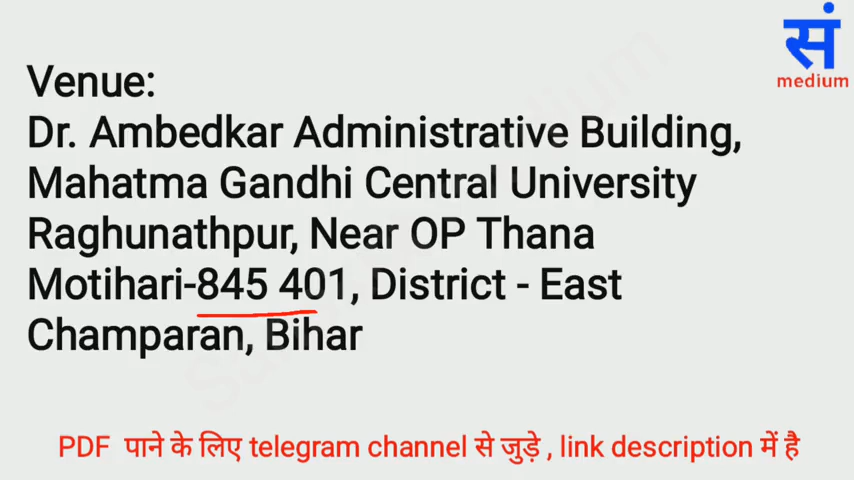 सं
medium
Venue:
Dr. Ambedkar Administrative Building,
Mahatma Gandhi Central University
Raghunathpur, Near OP Thana
Motihari-845 401, District - East
Champaran, Bihar
PDF पाने के लिए telegram channel से जुड़े , link description में है